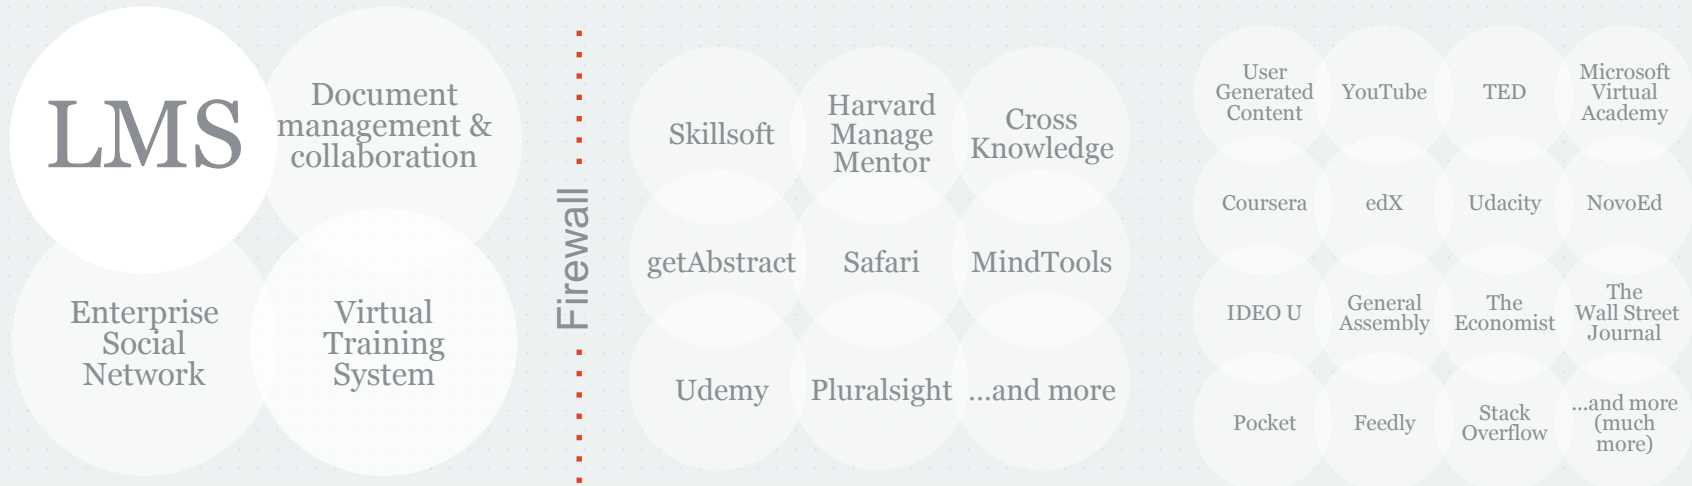 LMS
Document
management &
collaboration
Enterprise
Social
Network
Virtual
Training
System
Firewall
Skillsoft
Harvard
Manage
Mentor
Cross
Knowledge
getAbstract
Safari
MindTools
Udemy
Pluralsight
...and more
User
Generated
Content
YouTube
TED
Microsoft
Virtual
Academy
Coursera
edX
Udacity
NovoEd
IDEO U
General
Assembly
The
Economist
The
Wall Street
Journal
Pocket
Feedly
Stack
Overflow
...and more
(much
more)